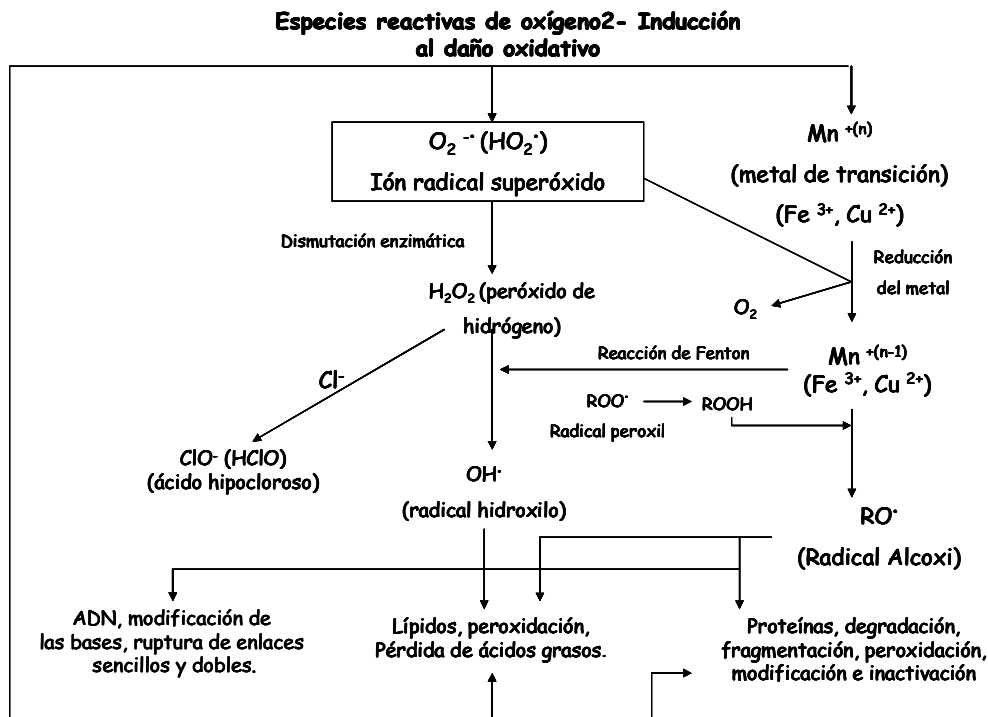 Especies reactivas de oxígeno2- Inducción
al daño oxidativo
O₂ ⁻• (HO₂•)
Ión radical superóxido
Mn ⁺⁽ⁿ⁾
(metal de transición)
(Fe ³⁺, Cu ²⁺)
Dismutación enzimática
Reducción
del metal
H₂O₂ (peróxido de
hidrógeno)
O₂
Reacción de Fenton
Mn ⁺⁽ⁿ⁻¹⁾
(Fe ³⁺, Cu ²⁺)
Cl⁻
ROO•
ROOH
Radical peroxil
ClO⁻ (HClO)
(ácido hipocloroso)
OH•
(radical hidroxilo)
RO•
(Radical Alcoxi)
ADN, modificación de
las bases, ruptura de enlaces
sencillos y dobles.
Lípidos, peroxidación,
Pérdida de ácidos grasos.
Proteínas, degradación,
fragmentación, peroxidación,
modificación e inactivación